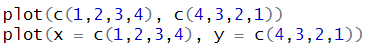 plot(c(1,2,3,4), c(4,3,2,1))
plot(x = c(1,2,3,4), y = c(4,3,2,1))